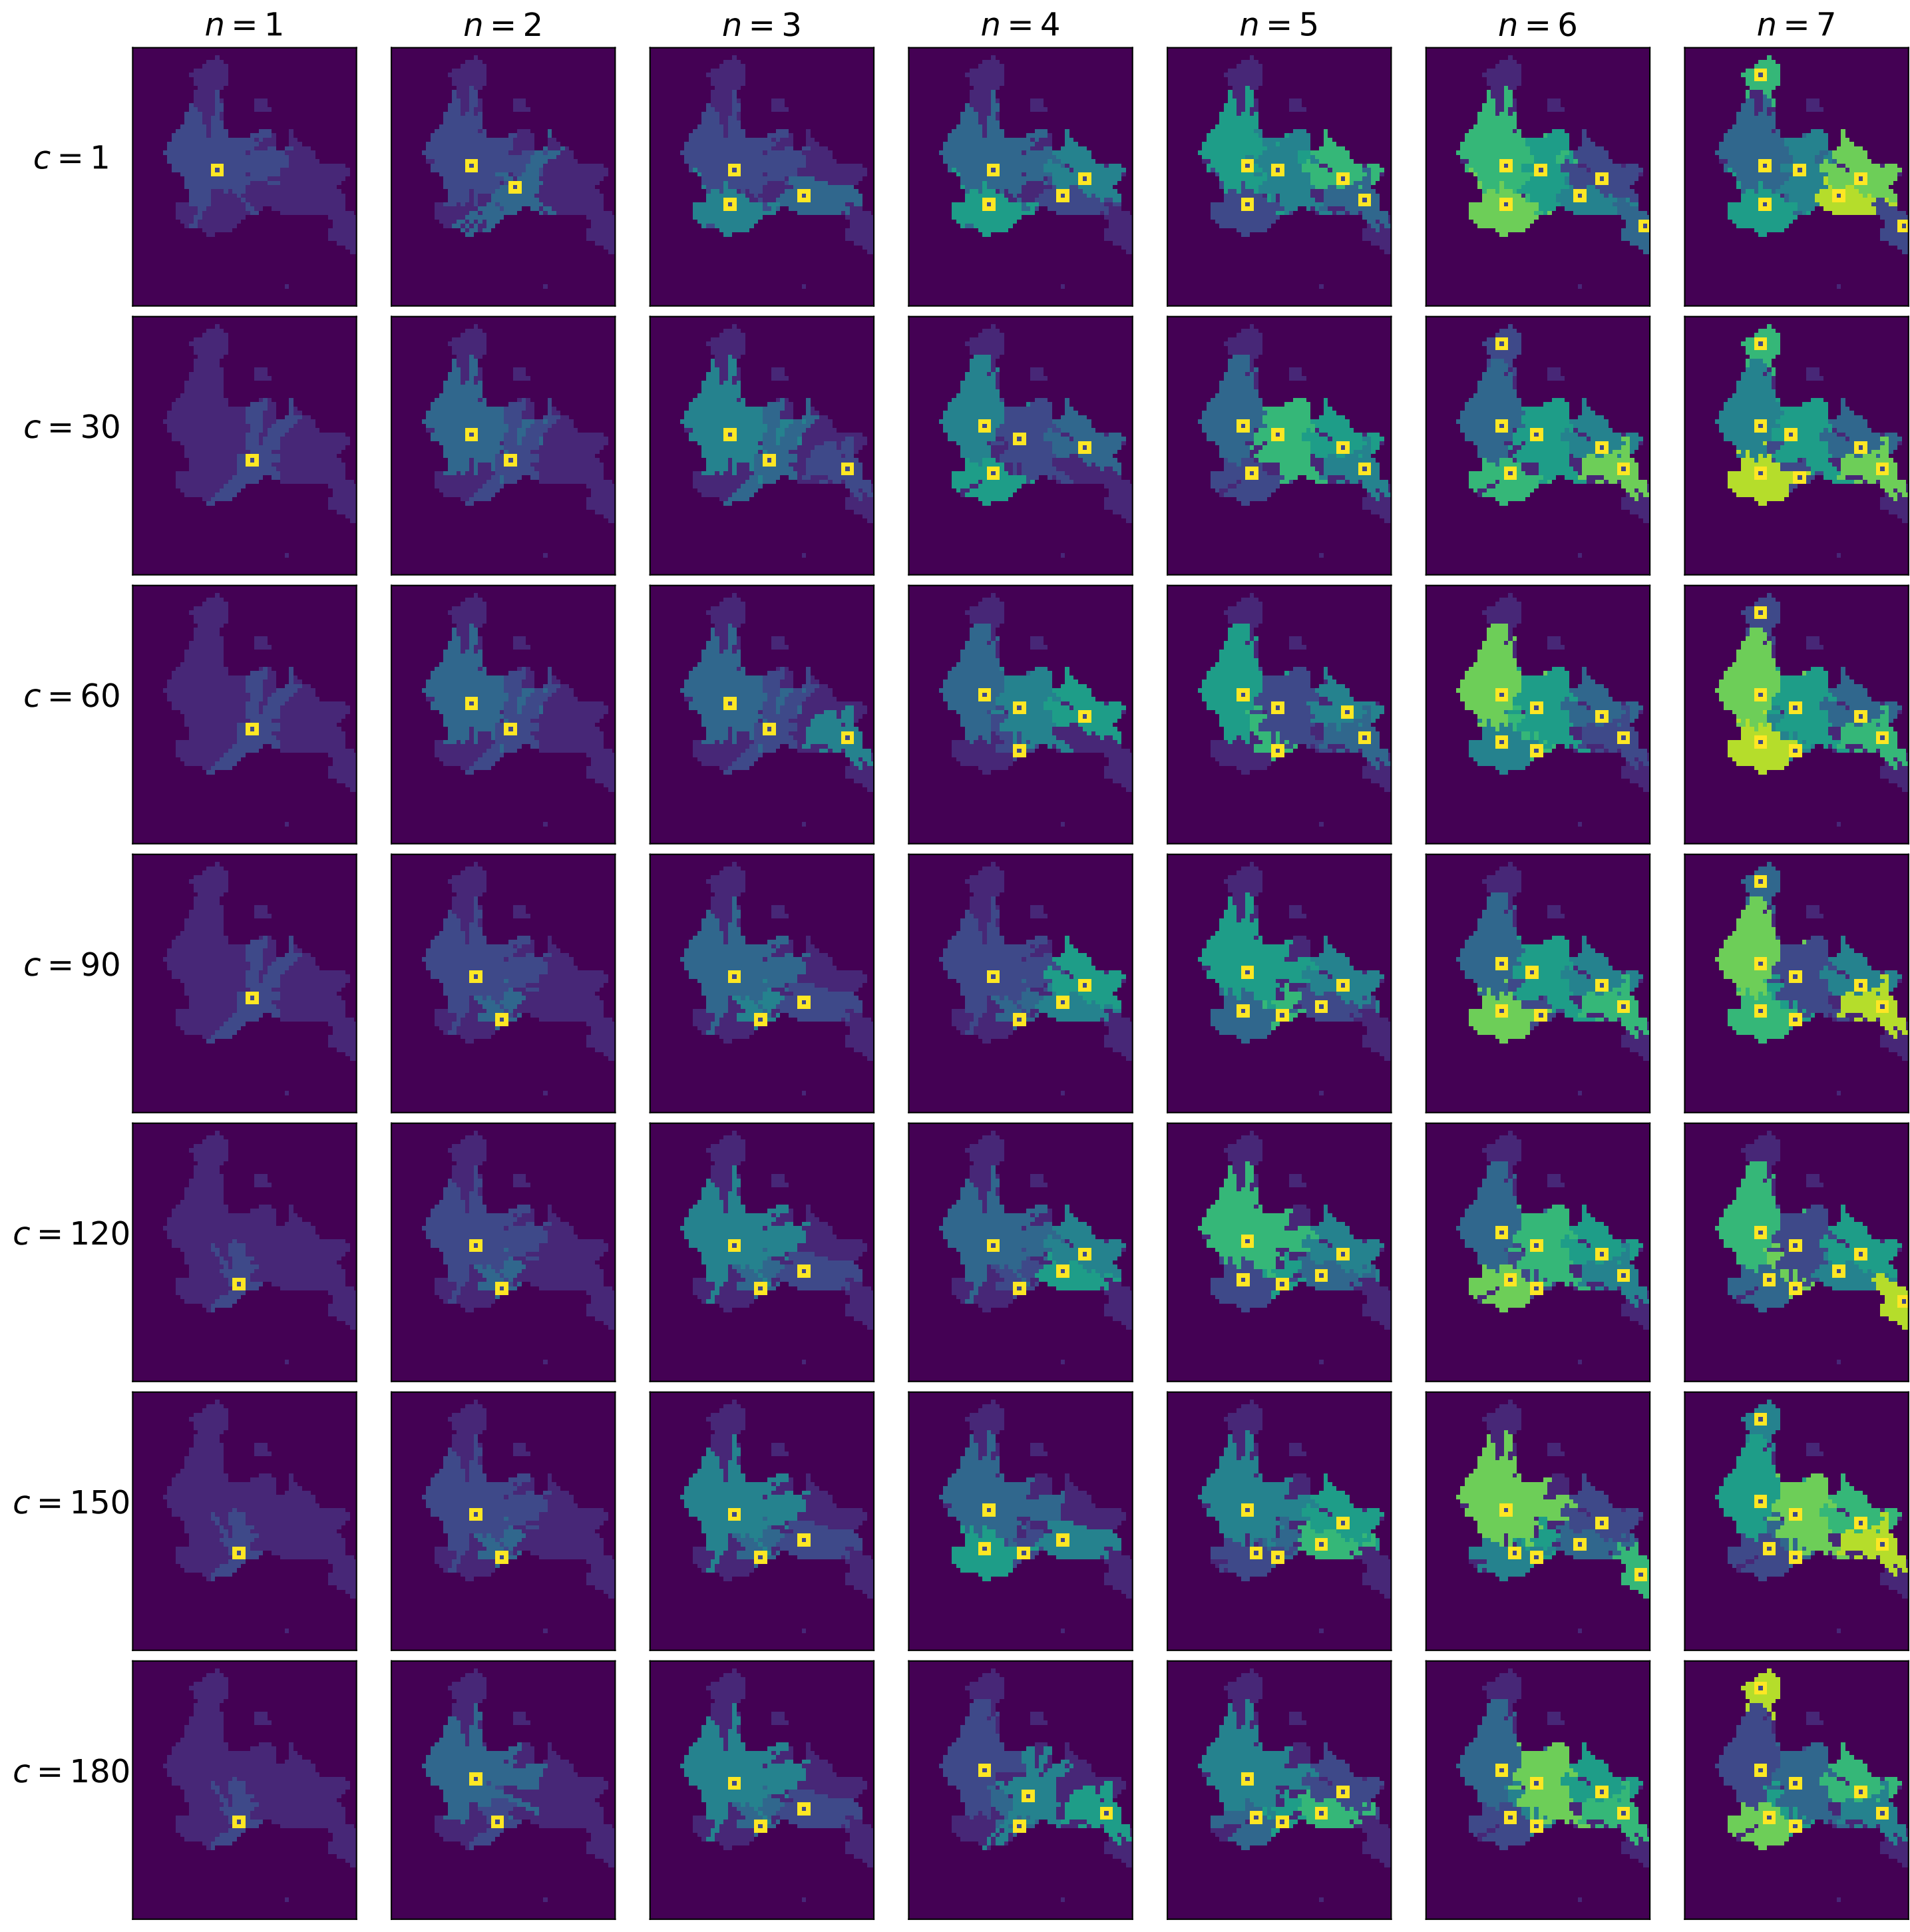 n = 1 n = 2 n = 3 n = 4 n = 5 n = 6 n = 7
c = 1
c = 30
c = 60
c = 90
c = 120
c = 150
c = 180